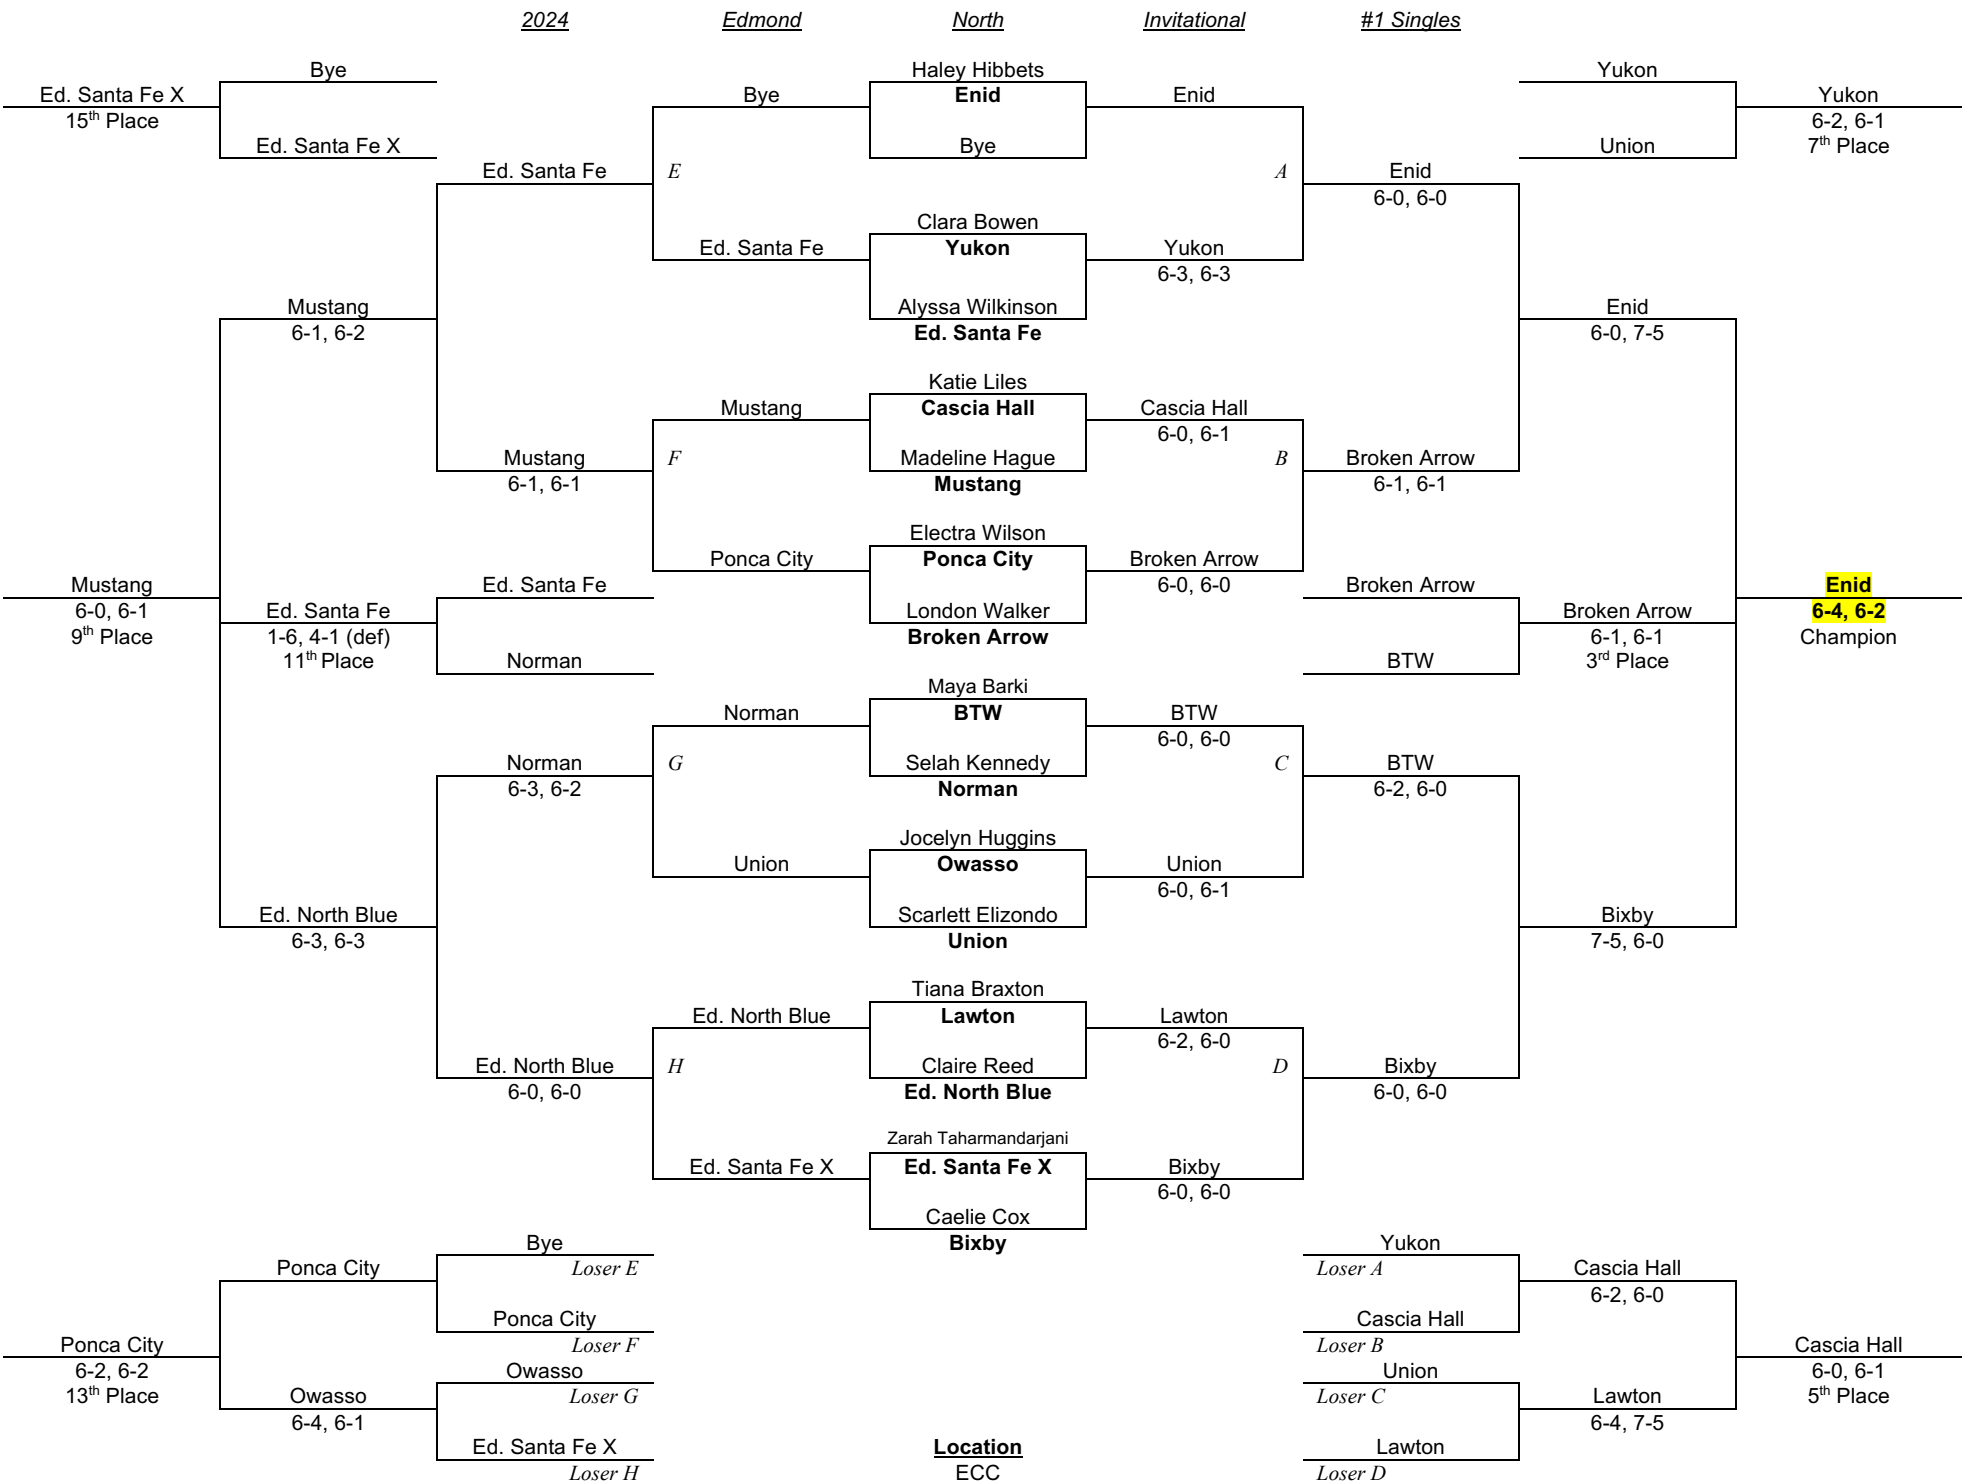 2024 Edmond North Invitational #1 Singles
Bye
Haley Hibbets
Yukon
Ed. Santa Fe X
Bye
Enid
Enid
Yukon
15th Place
6-2, 6-1
Ed. Santa Fe X
Bye
Union
7th Place
Ed. Santa Fe
E
A
Enid
6-0, 6-0
Clara Bowen
Ed. Santa Fe
Yukon
Yukon
6-3, 6-3
Mustang
Alyssa Wilkinson
Enid
6-1, 6-2
Ed. Santa Fe
6-0, 7-5
Katie Liles
Mustang
Cascia Hall
Cascia Hall
6-0, 6-1
Mustang
F
Madeline Hague
B
Broken Arrow
6-1, 6-1
Mustang
6-1, 6-1
Electra Wilson
Ponca City
Ponca City
Broken Arrow
Mustang
Ed. Santa Fe
6-0, 6-0
Broken Arrow
Enid
6-0, 6-1
Ed. Santa Fe
London Walker
Broken Arrow
6-4, 6-2
9th Place
1-6, 4-1 (def)
Broken Arrow
6-1, 6-1
Champion
11th Place
Norman
BTW
3rd Place
Maya Barki
Norman
BTW
BTW
6-0, 6-0
Norman
G
Selah Kennedy
C
BTW
6-3, 6-2
Norman
6-2, 6-0
Jocelyn Huggins
Union
Owasso
Union
6-0, 6-1
Ed. North Blue
Scarlett Elizondo
Bixby
6-3, 6-3
Union
7-5, 6-0
Tiana Braxton
Ed. North Blue
Lawton
Lawton
6-2, 6-0
Ed. North Blue
H
Claire Reed
D
Bixby
6-0, 6-0
Ed. North Blue
6-0, 6-0
Zarah Taharmandarjani
Ed. Santa Fe X
Ed. Santa Fe X
Bixby
6-0, 6-0
Caelie Cox
Bye
Bixby
Yukon
Ponca City
Loser E
Loser A
Cascia Hall
6-2, 6-0
Ponca City
Cascia Hall
Ponca City
Loser F
Loser B
Cascia Hall
6-2, 6-2
Owasso
Union
6-0, 6-1
13th Place
Owasso
Loser G
Loser C
Lawton
5th Place
6-4, 6-1
6-4, 7-5
Ed. Santa Fe X
Location
Lawton
Loser H
ECC
Loser D